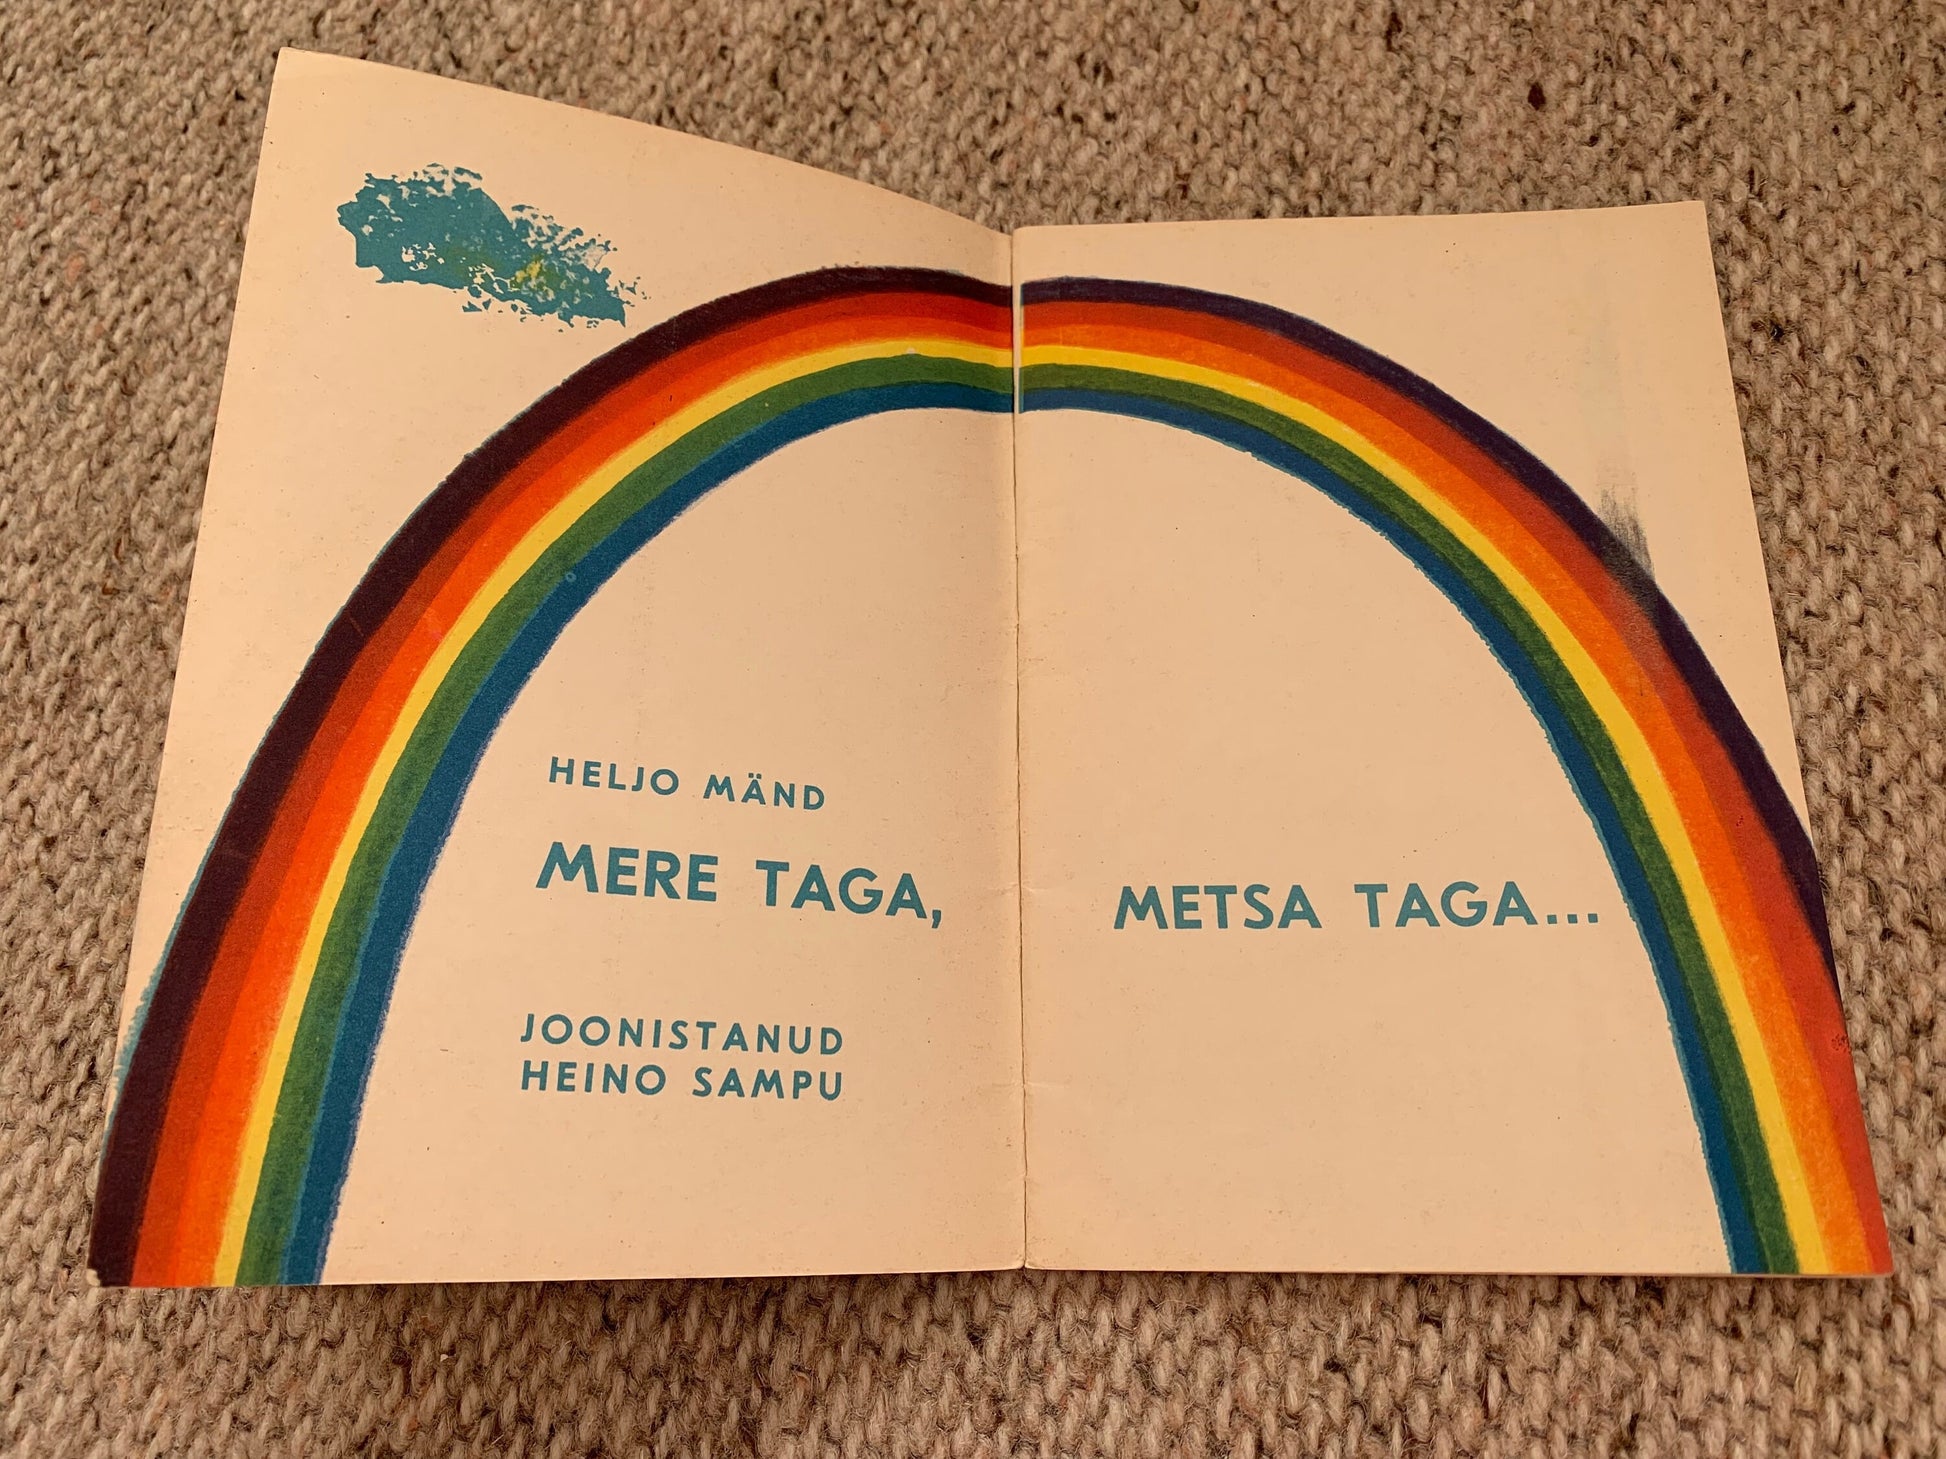 HELJO MÄND
MERE TAGA,
METSA TAGA...
JOONISTANUD
HEINO SAMPU